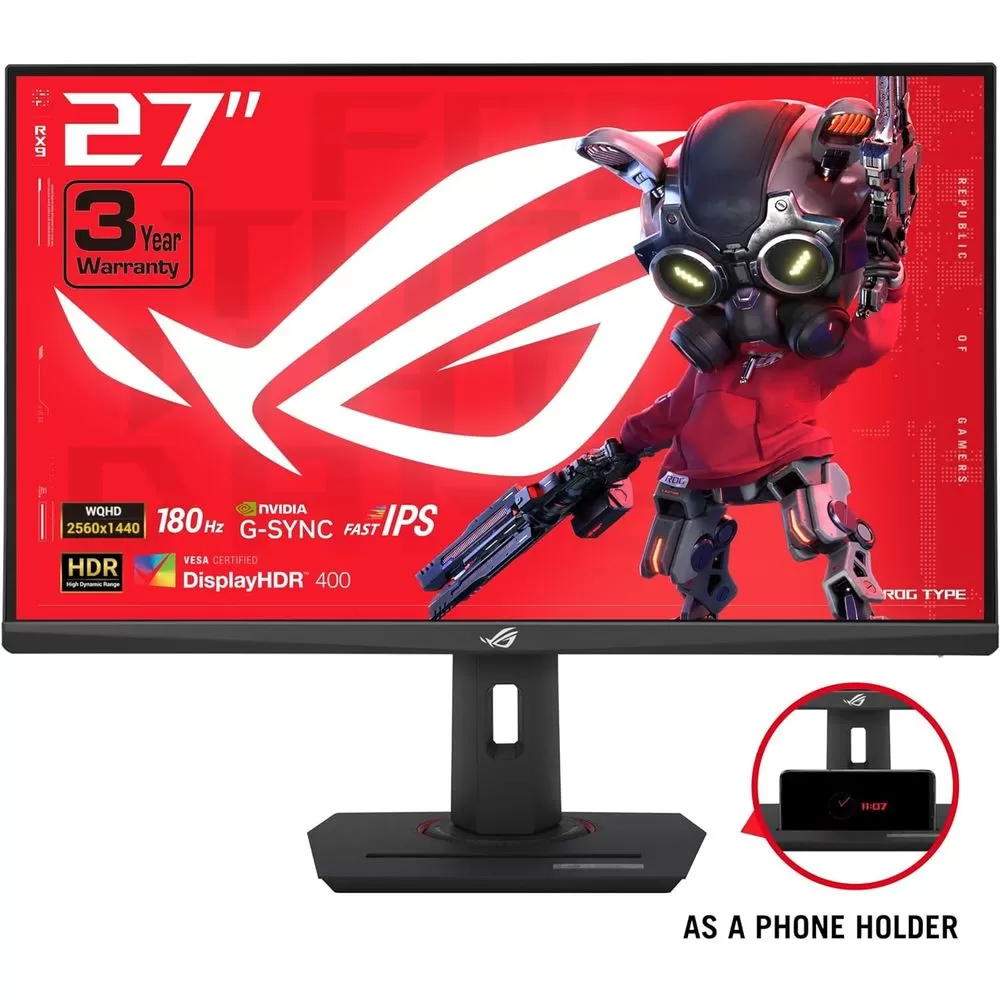 27"
RX9
3 Year
Warranty
REPUBLIC OF GAMERS
WQHD
2560x1440
180Hz
NVIDIA
G-SYNC
FAST IPS
HDR
High Dynamic Range
VESA CERTIFIED
DisplayHDR™ 400
ROG
ROG TYPE
11:07
AS A PHONE HOLDER